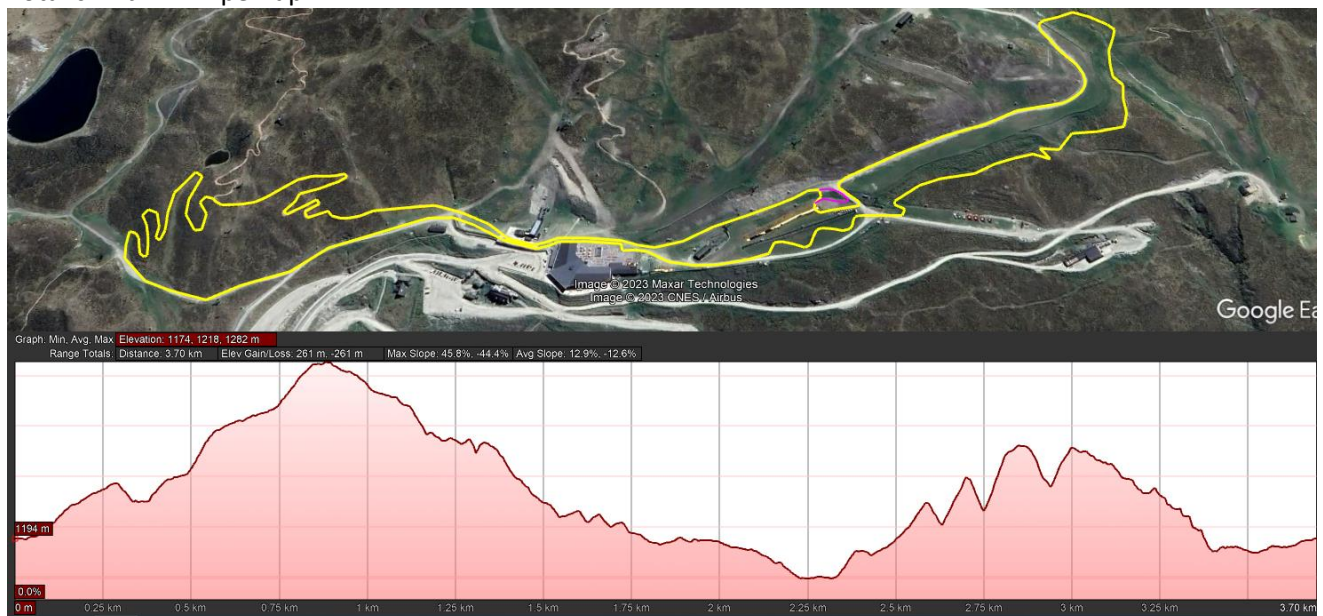 Image © 2023 Maxar Technologies
Image © 2023 CNES / Airbus
Google Ea
Graph: Min, Avg, Max Elevation: 1174, 1218, 1282 m
Range Totals: Distance: 3.70 km Elev Gain/Loss: 261 m, -261 m Max Slope: 45.8%, -44.4% Avg Slope: 12.9%, -12.6%
1194 m
0.0%
0 m 0.25 km 0.5 km 0.75 km 1 km 1.25 km 1.5 km 1.75 km 2 km 2.25 km 2.5 km 2.75 km 3 km 3.25 km 3.70 km